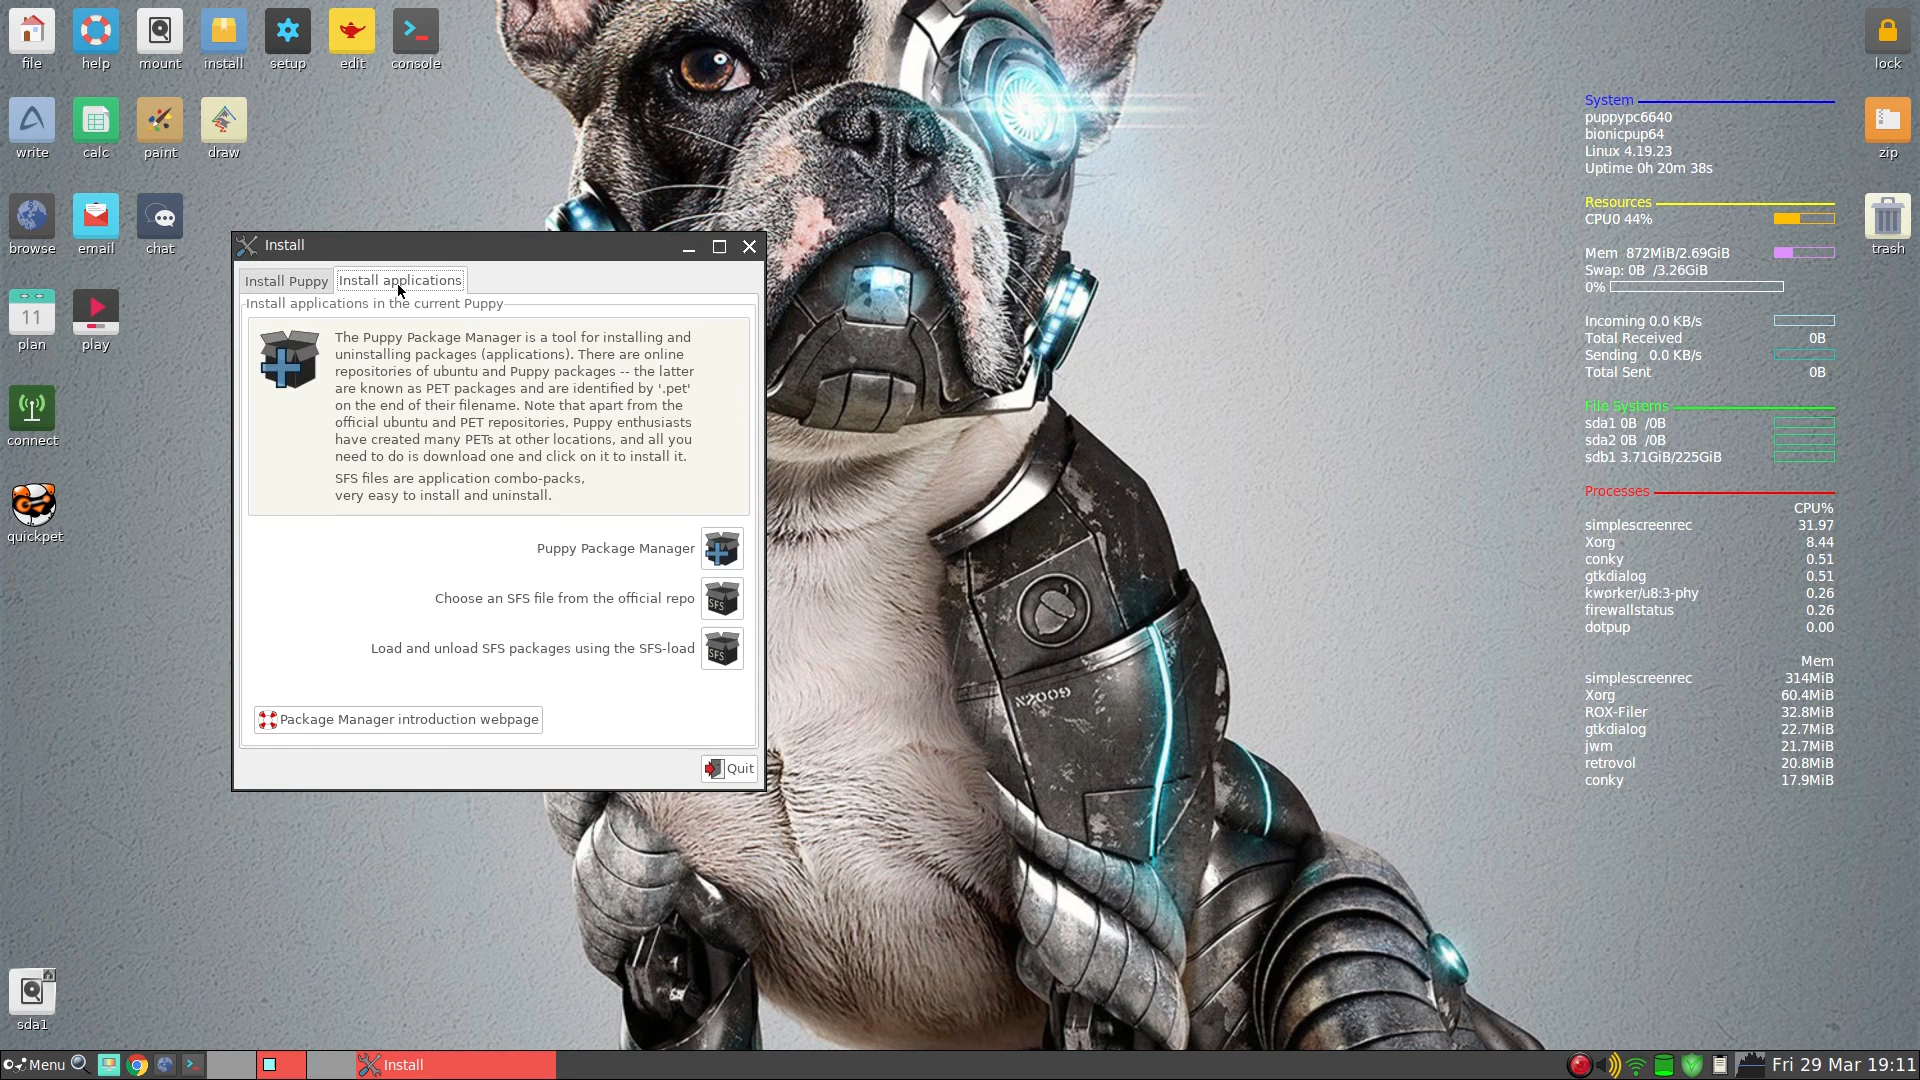 file
help
mount
install
setup
edit
console
lock
write
calc
paint
draw
zip
browse
email
chat
trash
11
plan
play
connect
quickpet
sda1
Install
Install Puppy
Install applications
Install applications in the current Puppy
The Puppy Package Manager is a tool for installing and
uninstalling packages (applications). There are online
repositories of ubuntu and Puppy packages -- the latter
are known as PET packages and are identified by '.pet'
on the end of their filename. Note that apart from the
official ubuntu and PET repositories, Puppy enthusiasts
have created many PETs at other locations, and all you
need to do is download one and click on it to install it.
SFS files are application combo-packs,
very easy to install and uninstall.
Puppy Package Manager
Choose an SFS file from the official repo
SFS
Load and unload SFS packages using the SFS-load
SFS
Package Manager introduction webpage
Quit
N2009
System
puppypc6640
bionicpup64
Linux 4.19.23
Uptime 0h 20m 38s
Resources
CPU0 44%
Mem 872MiB/2.69GiB
Swap: 0B /3.26GiB
0%
Incoming 0.0 KB/s
Total Received 0B
Sending 0.0 KB/s
Total Sent 0B
File Systems
sda1 0B /0B
sda2 0B /0B
sdb1 3.71GiB/225GiB
Processes
CPU%
simplescreenrec 31.97
Xorg 8.44
conky 0.51
gtkdialog 0.51
kworker/u8:3-phy 0.26
firewallstatus 0.26
dotpup 0.00
Mem
simplescreenrec 314MiB
Xorg 60.4MiB
ROX-Filer 32.8MiB
gtkdialog 22.7MiB
jwm 21.7MiB
retrovol 20.8MiB
conky 17.9MiB
Menu
Install
Fri 29 Mar 19:11